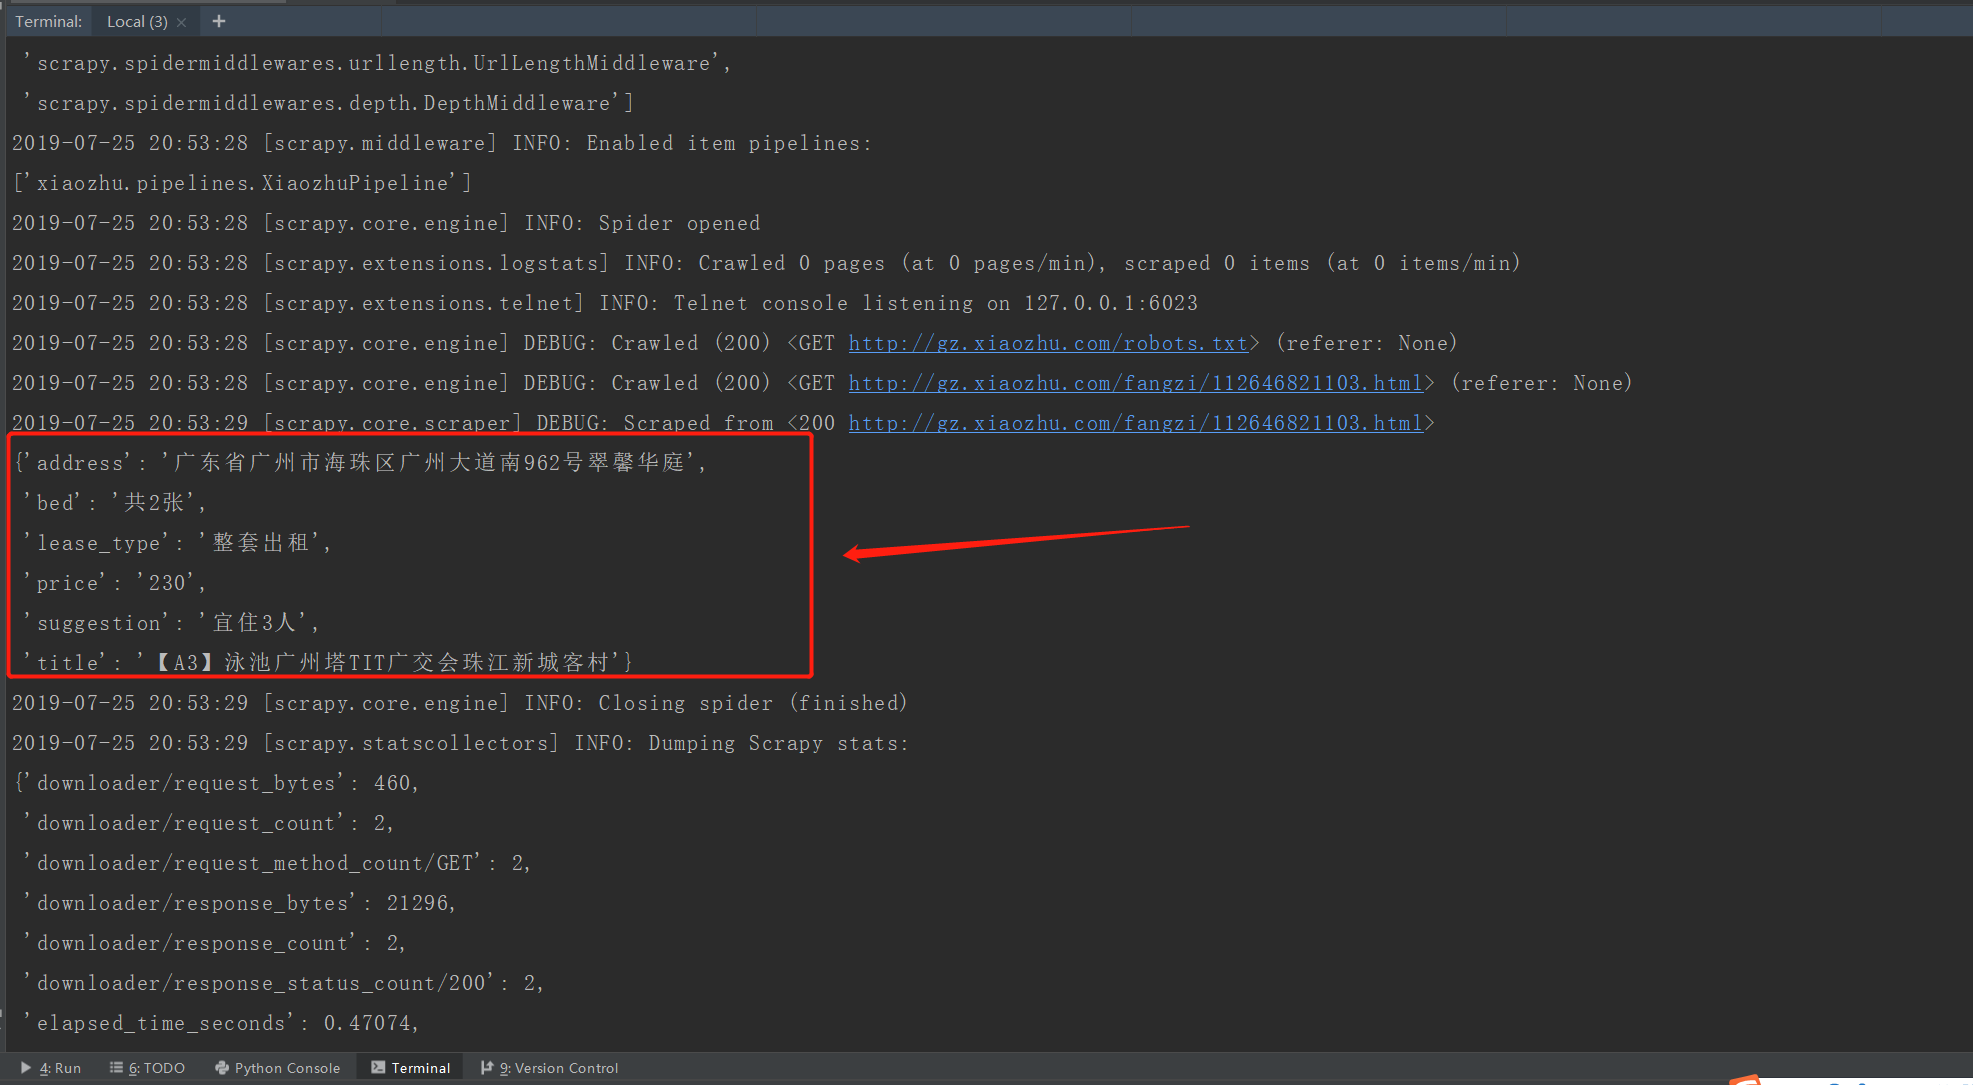 Terminal: Local (3) × +
'scrapy.spidermiddlewares.urllength.UrlLengthMiddleware',
'scrapy.spidermiddlewares.depth.DepthMiddleware']
2019-07-25 20:53:28 [scrapy.middleware] INFO: Enabled item pipelines:
['xiaozhu.pipelines.XiaozhuPipeline']
2019-07-25 20:53:28 [scrapy.core.engine] INFO: Spider opened
2019-07-25 20:53:28 [scrapy.extensions.logstats] INFO: Crawled 0 pages (at 0 pages/min), scraped 0 items (at 0 items/min)
2019-07-25 20:53:28 [scrapy.extensions.telnet] INFO: Telnet console listening on 127.0.0.1:6023
2019-07-25 20:53:28 [scrapy.core.engine] DEBUG: Crawled (200) <GET http://gz.xiaozhu.com/robots.txt> (referer: None)
2019-07-25 20:53:28 [scrapy.core.engine] DEBUG: Crawled (200) <GET http://gz.xiaozhu.com/fangzi/112646821103.html> (referer: None)
2019-07-25 20:53:29 [scrapy.core.scraper] DEBUG: Scraped from <200 http://gz.xiaozhu.com/fangzi/112646821103.html>
{'address': '广东省广州市海珠区广州大道南962号翠馨华庭',
'bed': '共2张',
'lease_type': '整套出租',
'price': '230',
'suggestion': '宜住3人',
'title': '【A3】泳池广州塔TIT广交会珠江新城客村'}
2019-07-25 20:53:29 [scrapy.core.engine] INFO: Closing spider (finished)
2019-07-25 20:53:29 [scrapy.statscollectors] INFO: Dumping Scrapy stats:
{'downloader/request_bytes': 460,
'downloader/request_count': 2,
'downloader/request_method_count/GET': 2,
'downloader/response_bytes': 21296,
'downloader/response_count': 2,
'downloader/response_status_count/200': 2,
'elapsed_time_seconds': 0.47074,
4: Run 6: TODO Python Console Terminal 9: Version Control